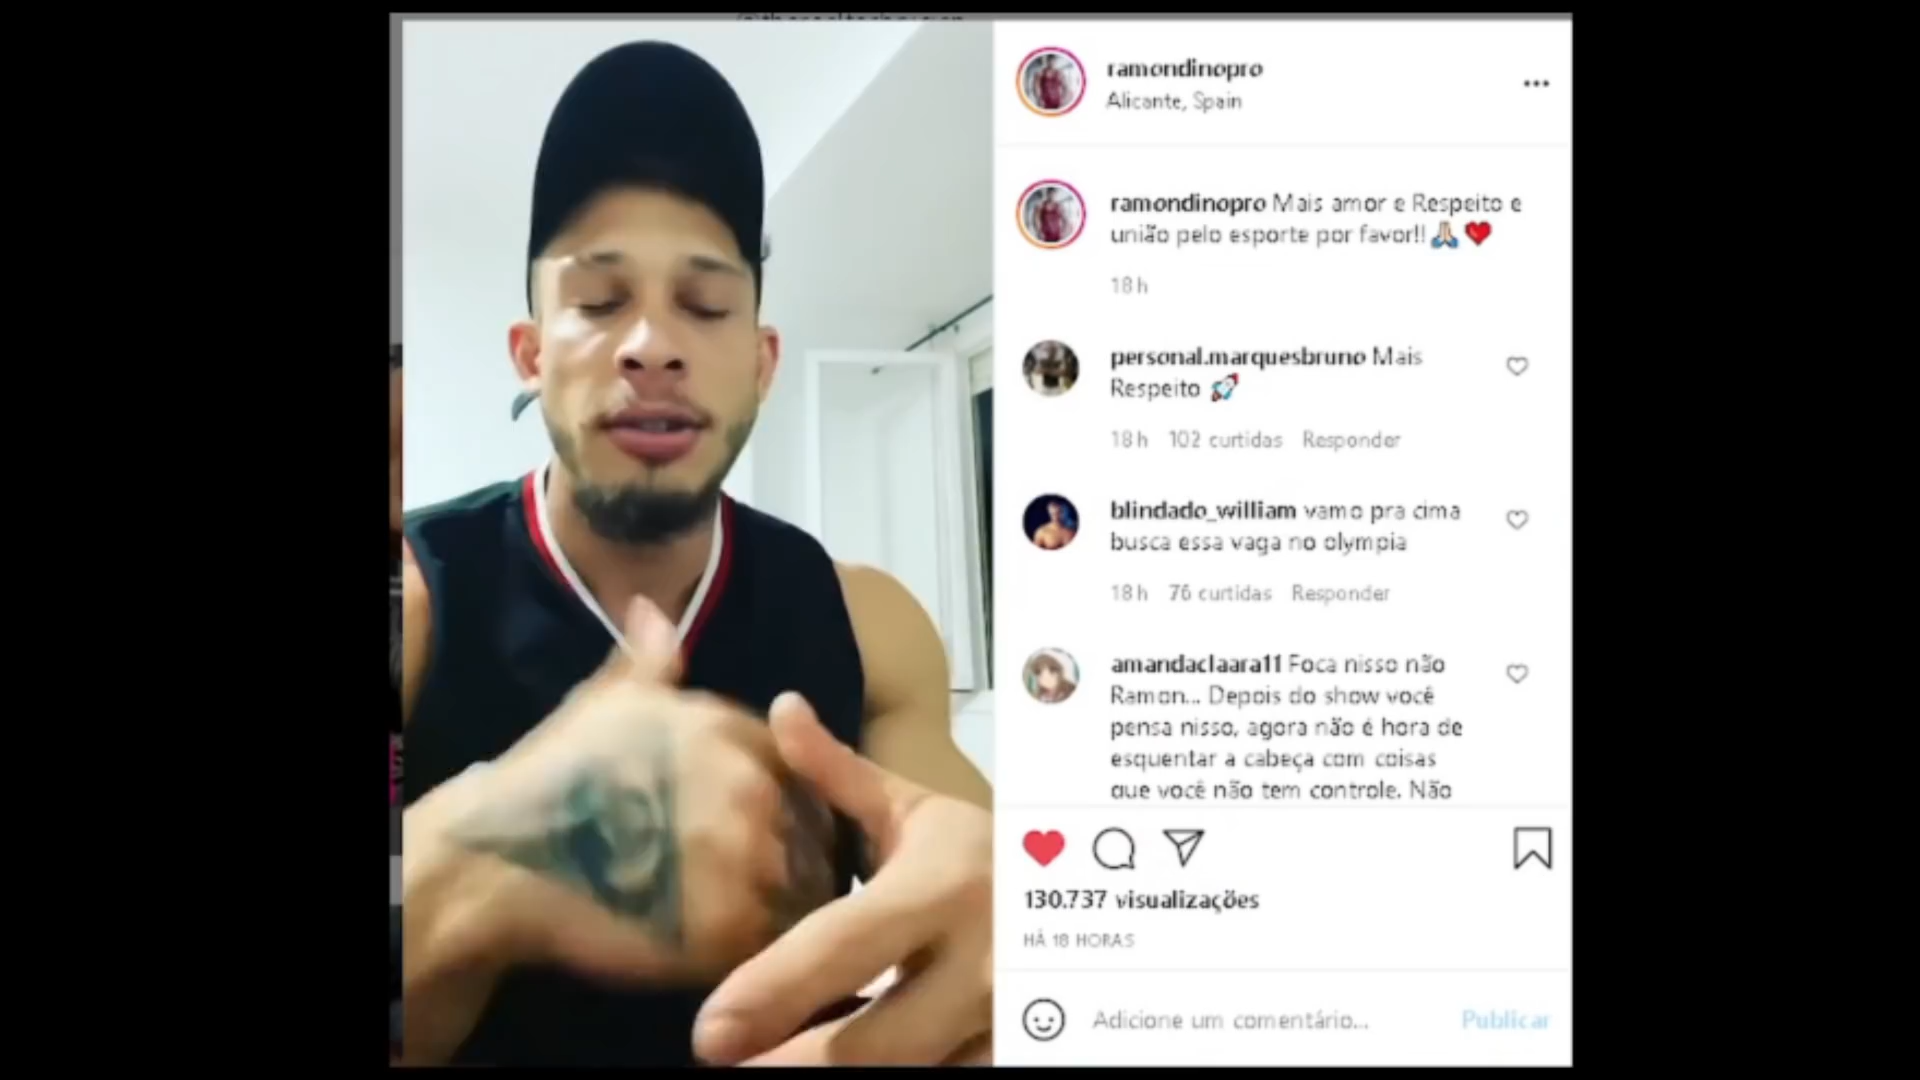 ramondinopro
Alicante, Spain
ramondinopro Mais amor e Respeito e
união pelo esporte por favor!!🙏🏻❤️
18 h
personal.marquesbruno Mais
Respeito 🚀
18 h 102 curtidas Responder
blindado_william vamo pra cima
busca essa vaga no olympia
18 h 76 curtidas Responder
amandaclaara11 Foca nisso não
Ramon... Depois do show você
pensa nisso, agora não é hora de
esquentar a cabeça com coisas
que você não tem controle. Não
130.737 visualizações
HÁ 18 HORAS
Adicione um comentário...
Publicar